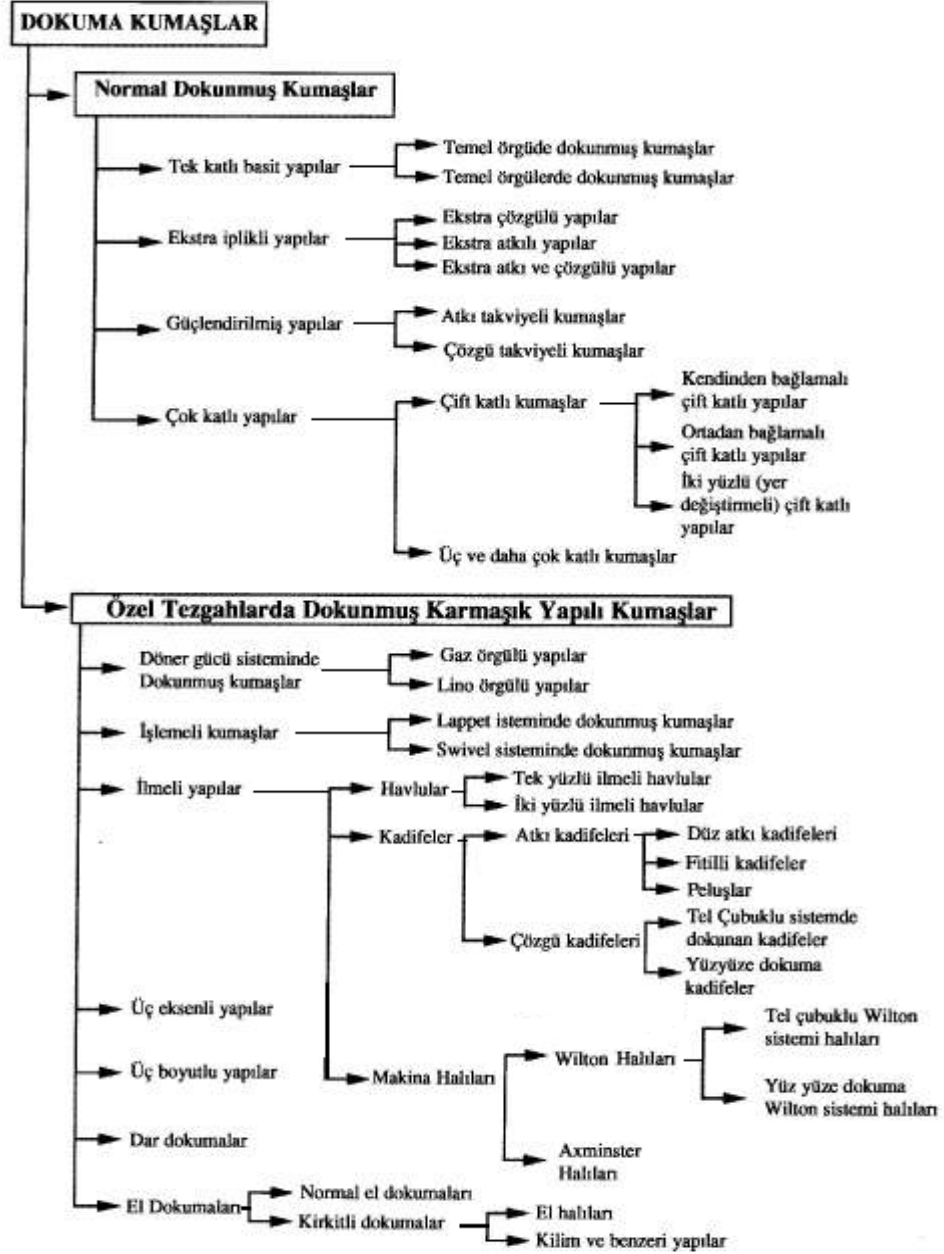 DOKUMA KUMAŞLAR
Normal Dokunmuş Kumaşlar
Tek katlı basit yapılar
Temel örgüde dokunmuş kumaşlar
Temel örgülerde dokunmuş kumaşlar
Ekstra iplikli yapılar
Ekstra çözgülü yapılar
Ekstra atkılı yapılar
Ekstra atkı ve çözgülü yapılar
Güçlendirilmiş yapılar
Atkı takviyeli kumaşlar
Çözgü takviyeli kumaşlar
Çok katlı yapılar
Çift katlı kumaşlar
Kendinden bağlamalı
çift katlı yapılar
Ortadan bağlamalı
çift katlı yapılar
İki yüzlü (yer
değiştirmeli) çift katlı
yapılar
Üç ve daha çok katlı kumaşlar
Özel Tezgahlarda Dokunmuş Karmaşık Yapılı Kumaşlar
Döner gücü sisteminde
Dokunmuş kumaşlar
Gaz örgülü yapılar
Lino örgülü yapılar
İşlemeli kumaşlar
Lappet isteminde dokunmuş kumaşlar
Swivel sisteminde dokunmuş kumaşlar
İlmeli yapılar
Havlular
Tek yüzlü ilmeli havlular
İki yüzlü ilmeli havlular
Kadifeler
Atkı kadifeleri
Düz atkı kadifeleri
Fitilli kadifeler
Peluşlar
Çözgü kadifeleri
Tel Çubuklu sistemde
dokunan kadifeler
Yüzyüze dokuma
kadifeler
Makina Halıları
Wilton Halıları
Tel çubuklu Wilton
sistemi halıları
Yüz yüze dokuma
Wilton sistemi halıları
Axminster
Halıları
Üç eksenli yapılar
Üç boyutlu yapılar
Dar dokumalar
El Dokumaları
Normal el dokumaları
Kirkitli dokumalar
El halıları
Kilim ve benzeri yapılar